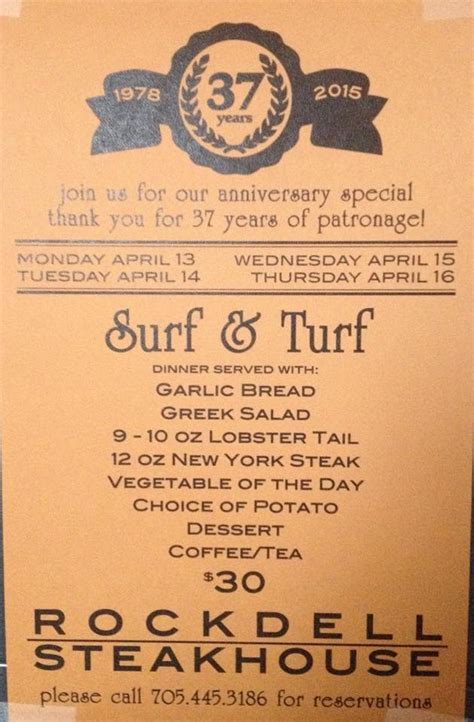 1978 37 2015
years
join us for our anniversary special
thank you for 37 years of patronage!
MONDAY APRIL 13 WEDNESDAY APRIL 15
TUESDAY APRIL 14 THURSDAY APRIL 16
Surf & Turf
DINNER SERVED WITH:
GARLIC BREAD
GREEK SALAD
9 - 10 OZ LOBSTER TAIL
12 OZ NEW YORK STEAK
VEGETABLE OF THE DAY
CHOICE OF POTATO
DESSERT
COFFEE/TEA
$30
ROCKDELL
STEAKHOUSE
please call 705.445.3186 for reservations